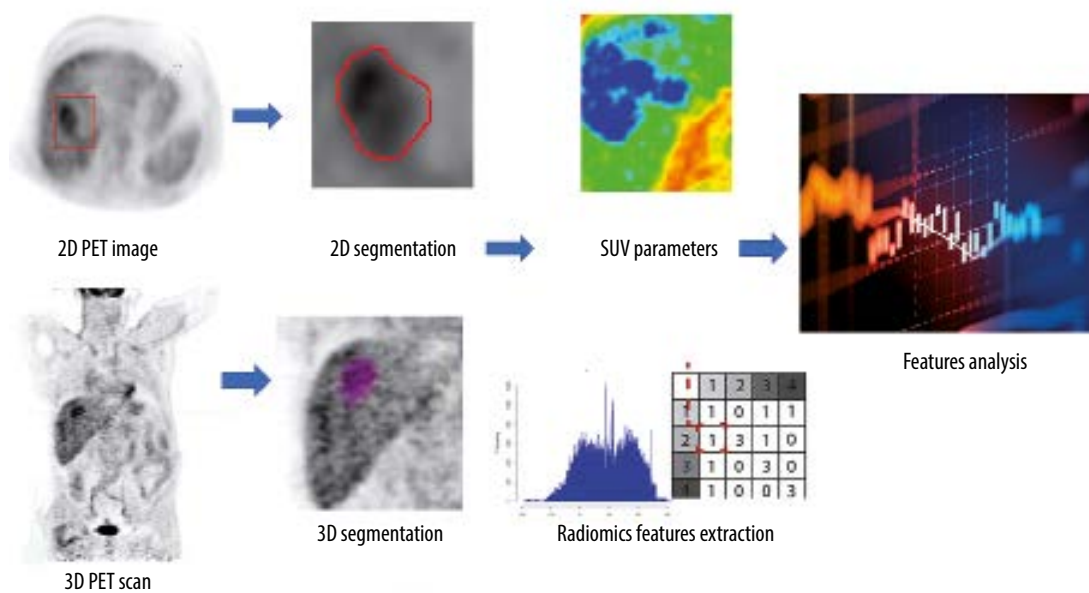 2D PET image
2D segmentation
SUV parameters
Features analysis
3D PET scan
3D segmentation
Radiomics features extraction
1 2 3 4
1 1 0 1 1
2 1 3 1 0
3 1 0 3 0
1 1 0 0 3